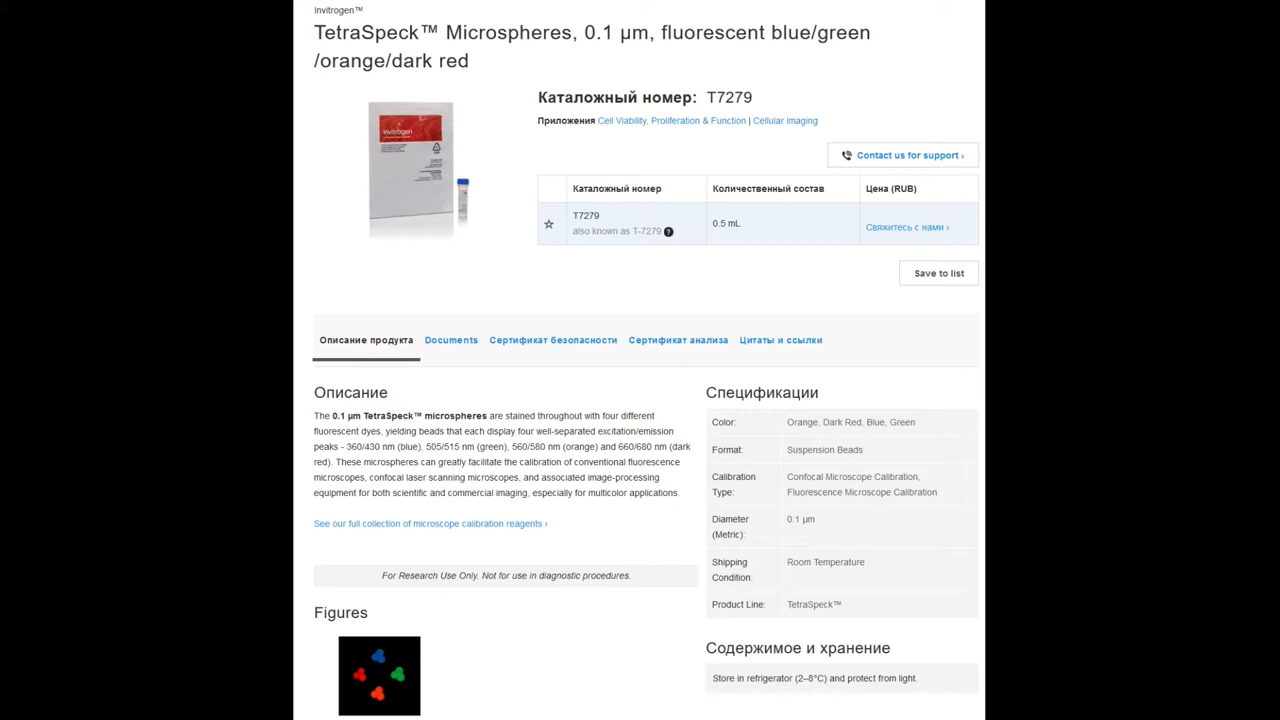 Invitrogen™
TetraSpeck™ Microspheres, 0.1 µm, fluorescent blue/green
/orange/dark red
invitrogen
Каталожный номер: T7279
Приложения Cell Viability, Proliferation & Function | Cellular Imaging
Contact us for support ›
Каталожный номер Количественный состав Цена (RUB)
T7279
also known as T-7279 ?
0.5 mL
Свяжитесь с нами ›
Save to list
Описание продукта Documents Сертификат безопасности Сертификат анализа Цитаты и ссылки
Описание
The 0.1 µm TetraSpeck™ microspheres are stained throughout with four different
fluorescent dyes, yielding beads that each display four well-separated excitation/emission
peaks - 360/430 nm (blue), 505/515 nm (green), 560/580 nm (orange) and 660/680 nm (dark
red). These microspheres can greatly facilitate the calibration of conventional fluorescence
microscopes, confocal laser scanning microscopes, and associated image-processing
equipment for both scientific and commercial imaging, especially for multicolor applications.
See our full collection of microscope calibration reagents ›
For Research Use Only. Not for use in diagnostic procedures.
Figures
Спецификации
Color: Orange, Dark Red, Blue, Green
Format: Suspension Beads
Calibration Confocal Microscope Calibration,
Type: Fluorescence Microscope Calibration
Diameter 0.1 µm
(Metric):
Shipping Room Temperature
Condition:
Product Line: TetraSpeck™
Содержимое и хранение
Store in refrigerator (2–8°C) and protect from light.